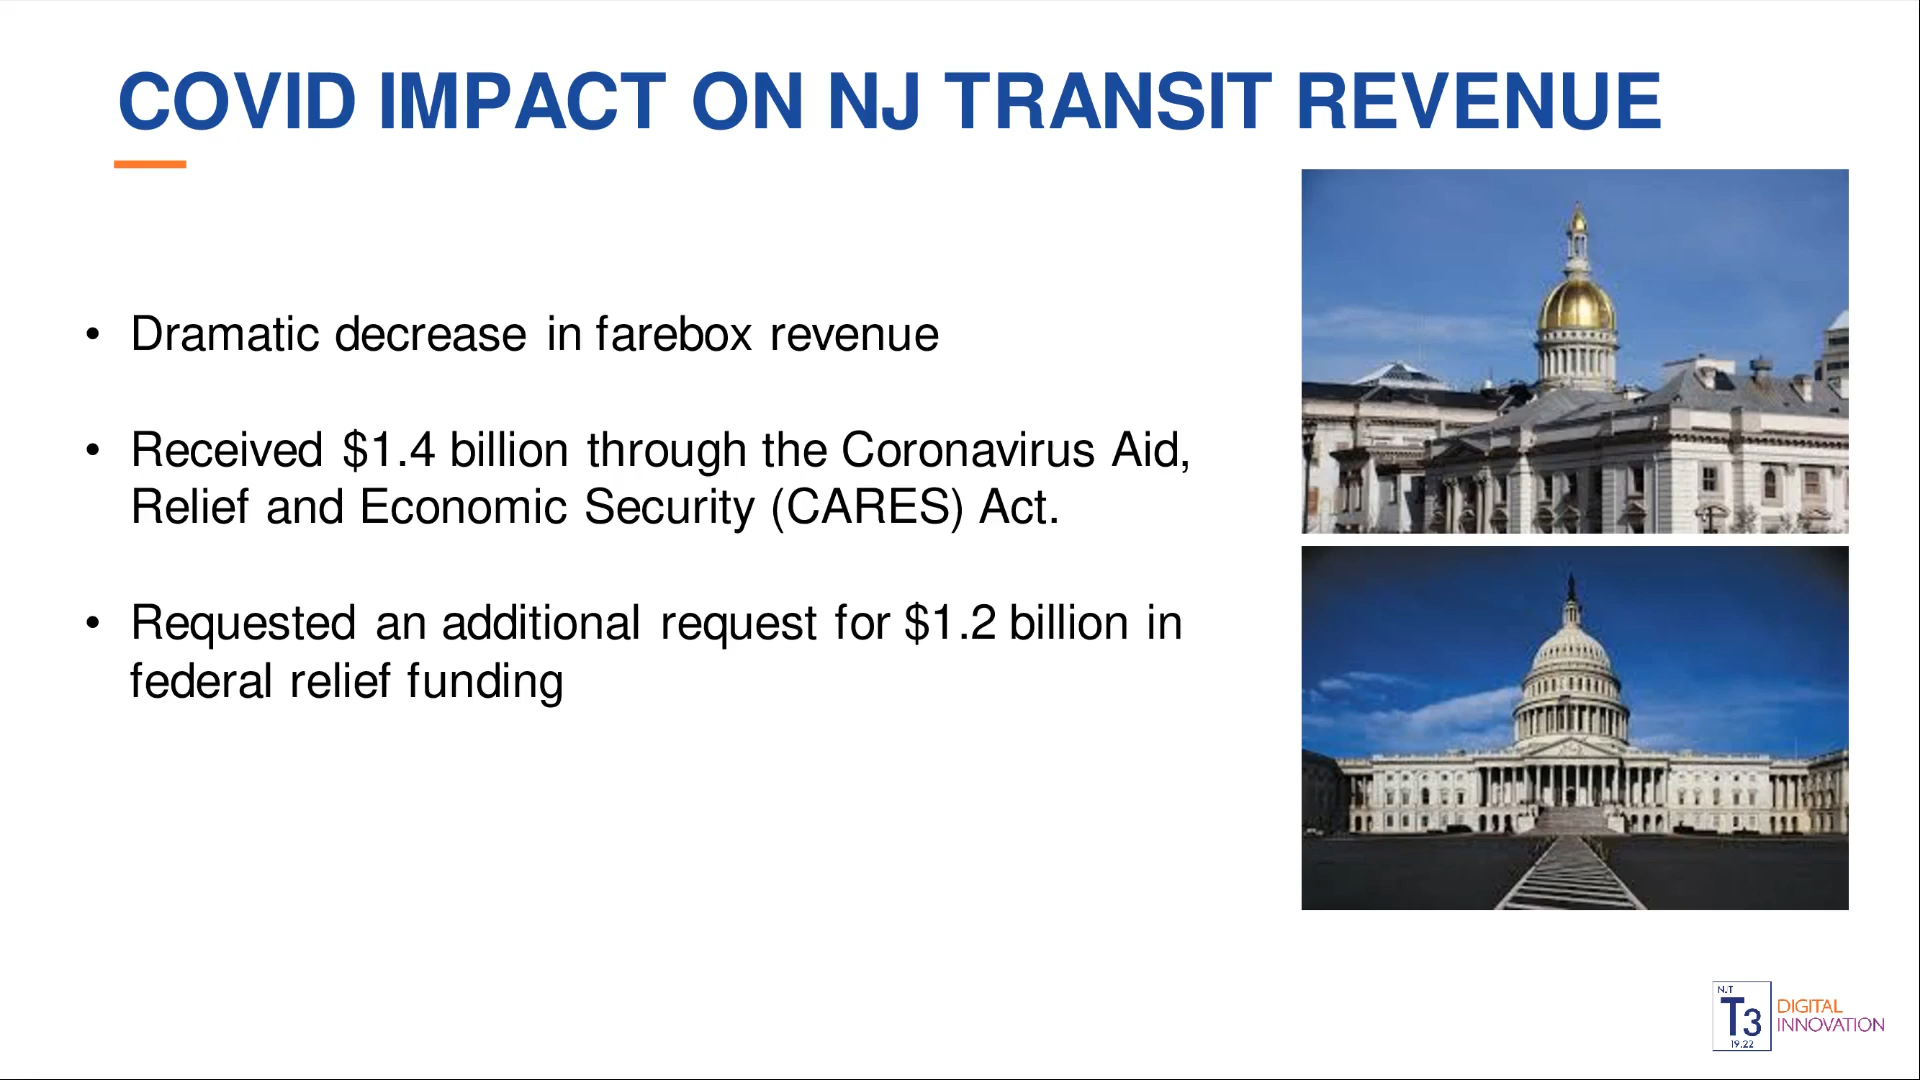 COVID IMPACT ON NJ TRANSIT REVENUE
• Dramatic decrease in farebox revenue
• Received $1.4 billion through the Coronavirus Aid,
Relief and Economic Security (CARES) Act.
• Requested an additional request for $1.2 billion in
federal relief funding
NJT
T3
19.22
DIGITAL
INNOVATION